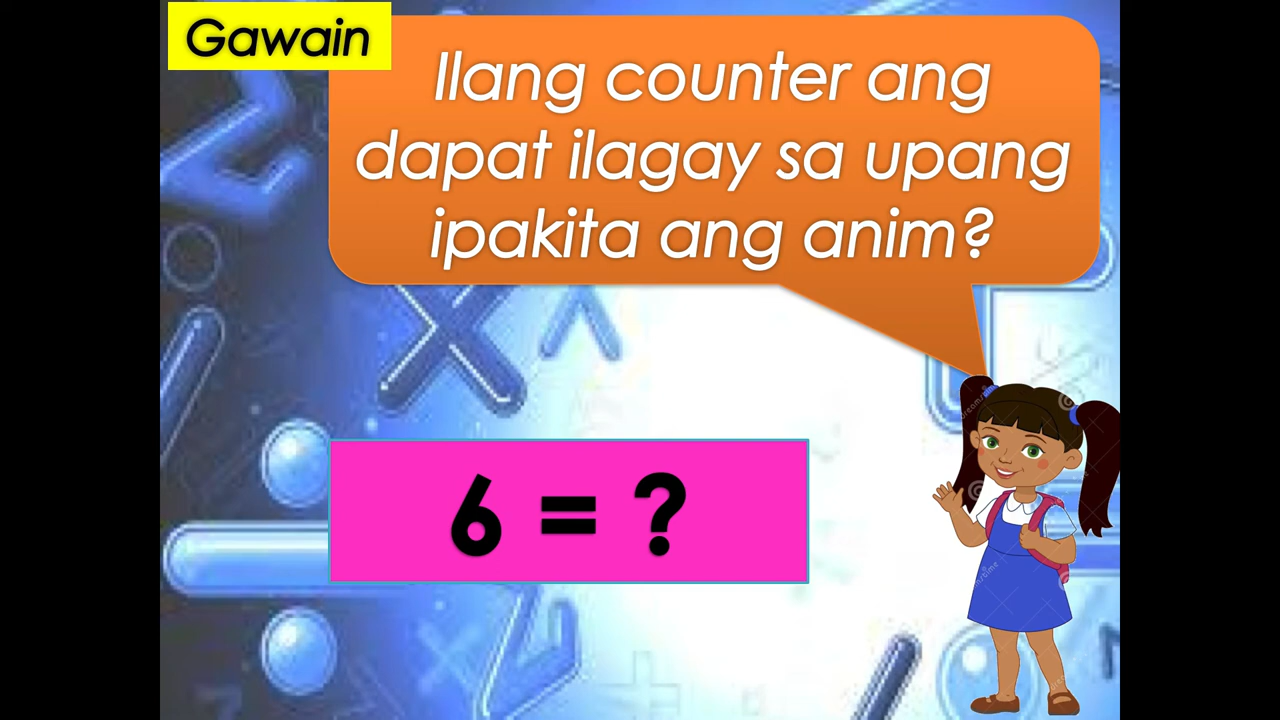 Gawain
Ilang counter ang
dapat ilagay sa upang
ipakita ang anim?
6 = ?